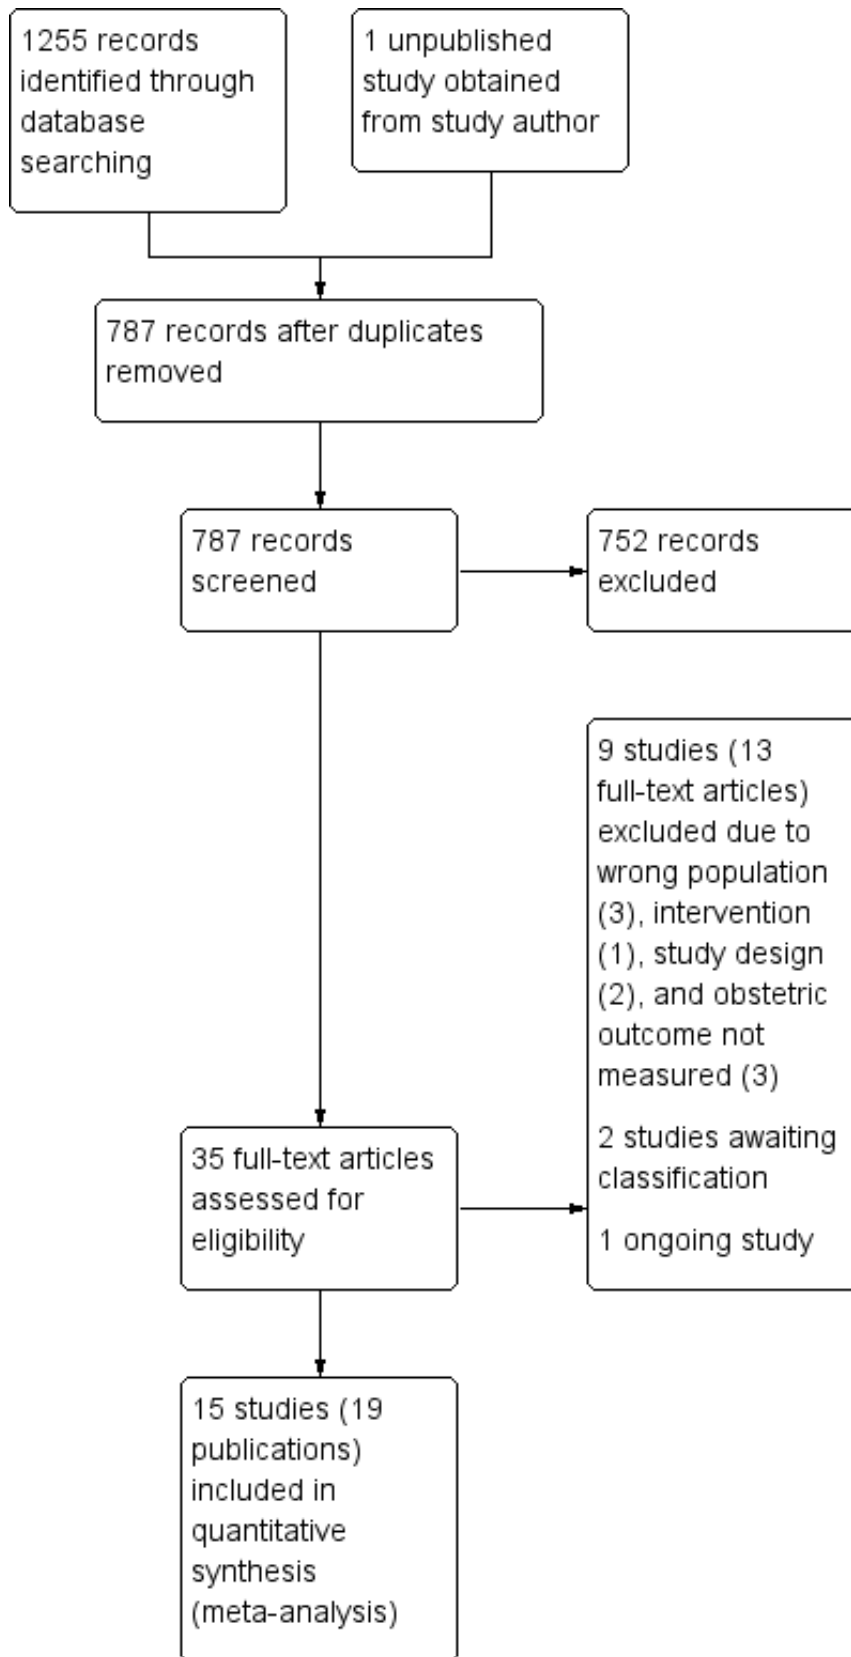 1255 records
identified through
database
searching
1 unpublished
study obtained
from study author
787 records after duplicates
removed
787 records
screened
752 records
excluded
9 studies (13
full-text articles)
excluded due to
wrong population
(3), intervention
(1), study design
(2), and obstetric
outcome not
measured (3)
2 studies awaiting
classification
1 ongoing study
35 full-text articles
assessed for
eligibility
15 studies (19
publications)
included in
quantitative
synthesis
(meta-analysis)